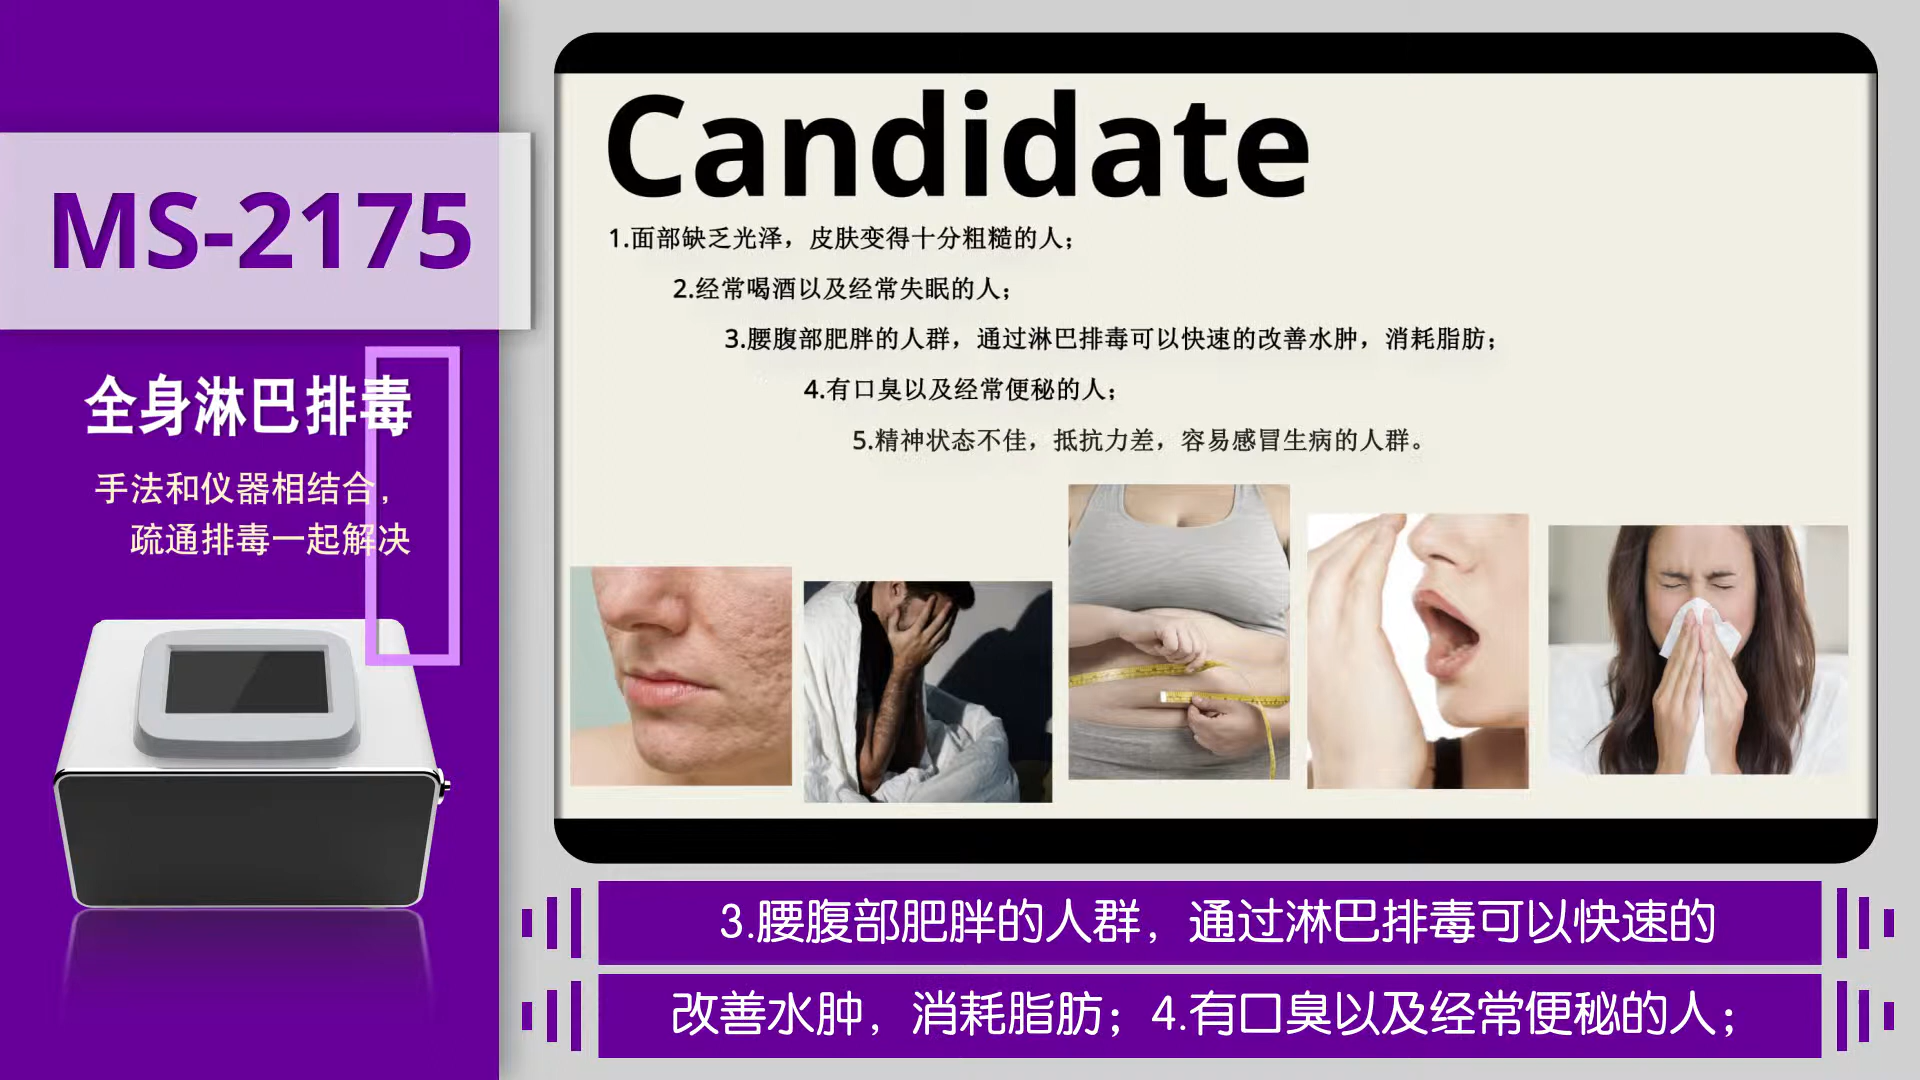 MS-2175
全身淋巴排毒
手法和仪器相结合，
疏通排毒一起解决
Candidate
1.面部缺乏光泽，皮肤变得十分粗糙的人；
2.经常喝酒以及经常失眠的人；
3.腰腹部肥胖的人群，通过淋巴排毒可以快速的改善水肿，消耗脂肪；
4.有口臭以及经常便秘的人；
5.精神状态不佳，抵抗力差，容易感冒生病的人群。
3.腰腹部肥胖的人群，通过淋巴排毒可以快速的
改善水肿，消耗脂肪；4.有口臭以及经常便秘的人；